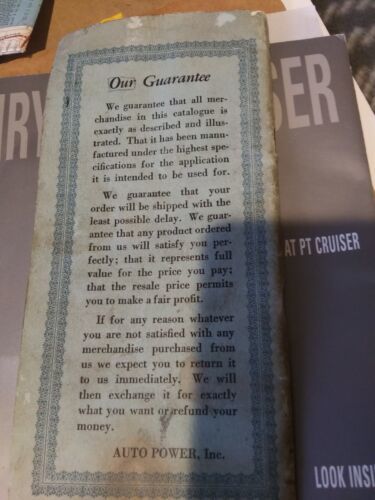 Our Guarantee
We guarantee that all mer-
chandise in this catalogue is
exactly as described and illus-
trated. That it has been manu-
factured under the highest spe-
cifications for the application
it is intended to be used for.
We guarantee that your
order will be shipped with the
least possible delay. We guar-
antee that any product ordered
from us will satisfy you per-
fectly; that it represents full
value for the price you pay;
that the resale price permits
you to make a fair profit.
If for any reason whatever
you are not satisfied with any
merchandise purchased from
us we expect you to return it
to us immediately. We will
then exchange it for exactly
what you want or refund your
money.
AUTO POWER, Inc.
AT PT CRUISER
LOOK INSI